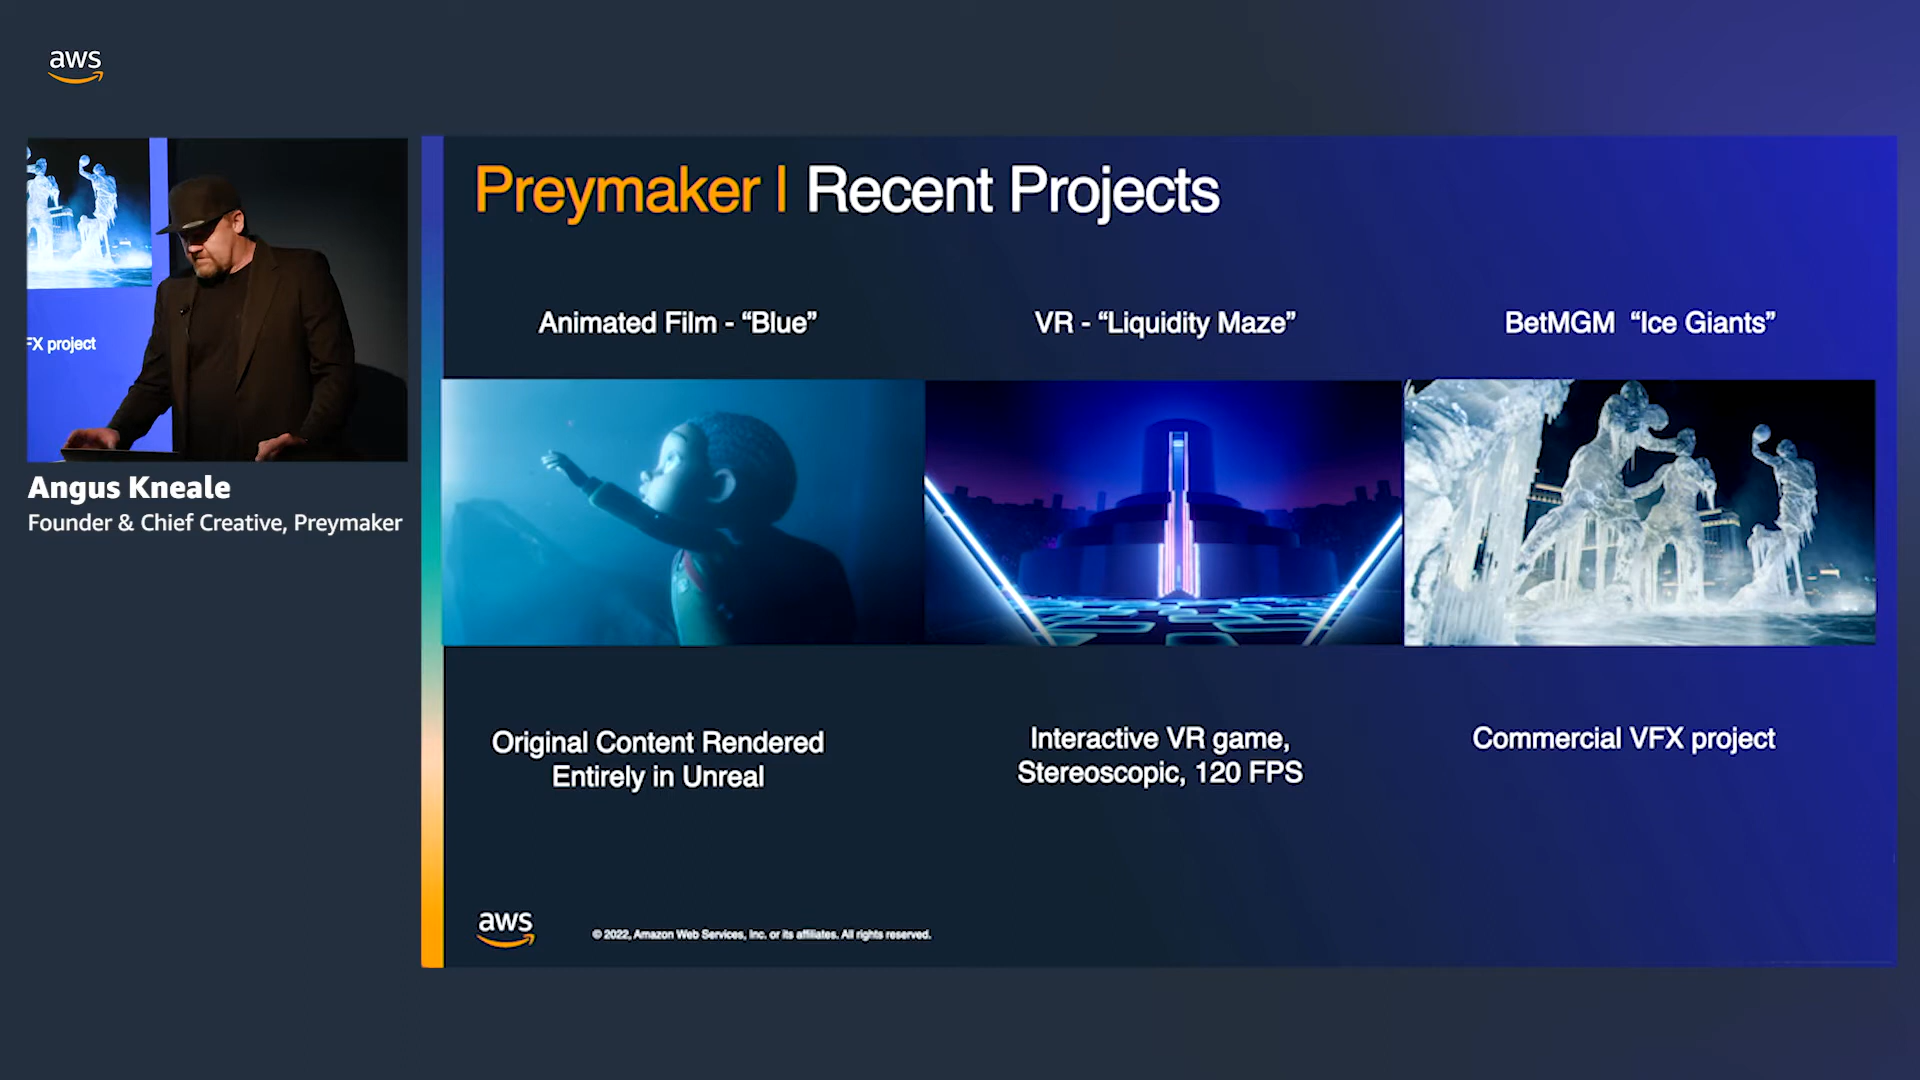 aws
FX project
Angus Kneale
Founder & Chief Creative, Preymaker
Preymaker | Recent Projects
Animated Film - “Blue”
VR - “Liquidity Maze”
BetMGM “Ice Giants”
Original Content Rendered
Entirely in Unreal
Interactive VR game,
Stereoscopic, 120 FPS
Commercial VFX project
aws
© 2022, Amazon Web Services, Inc. or its affiliates. All rights reserved.